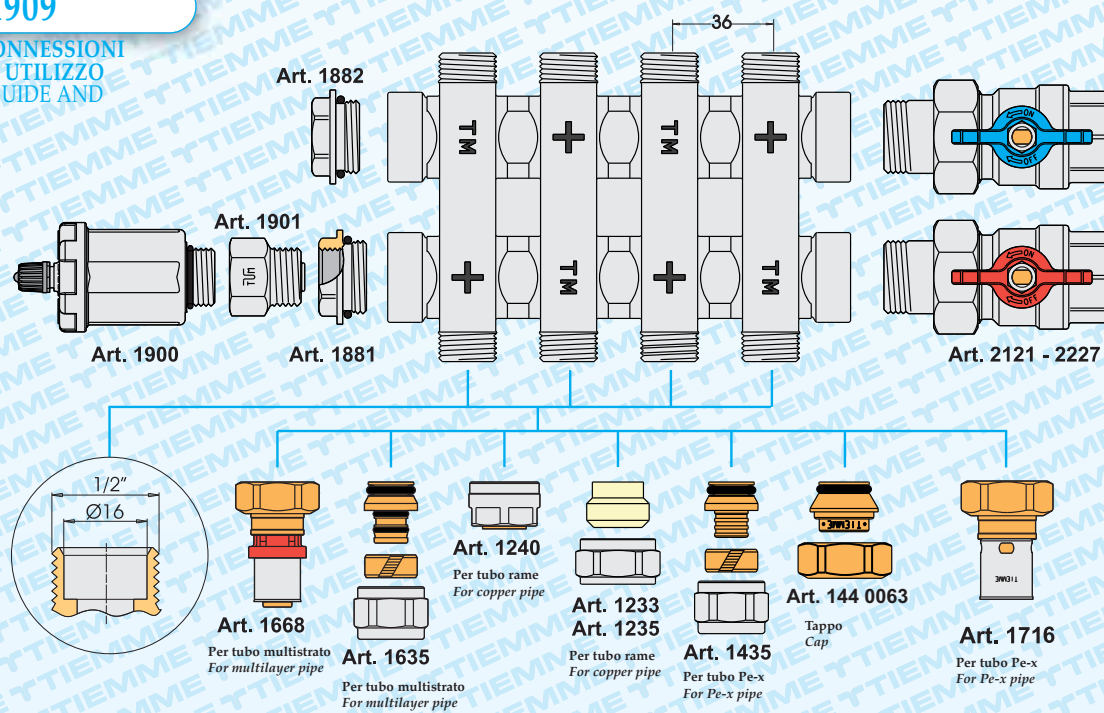 1909
ONNESSIONI
UTILIZZO
UIDE AND
36
Art. 1882
TM
+
TM
+
ON
OFF
Art. 1901
+
TM
+
TM
ON
OFF
Art. 1900
Art. 1881
Art. 2121 - 2227
1/2"
Ø16
Art. 1668
Per tubo multistrato
For multilayer pipe
Art. 1635
Per tubo multistrato
For multilayer pipe
Art. 1240
Per tubo rame
For copper pipe
Art. 1233
Art. 1235
Per tubo rame
For copper pipe
Art. 1435
Per tubo Pe-x
For Pe-x pipe
TIEMME
Art. 144 0063
Tappo
Cap
TIEMME
Art. 1716
Per tubo Pe-x
For Pe-x pipe
TIEMME